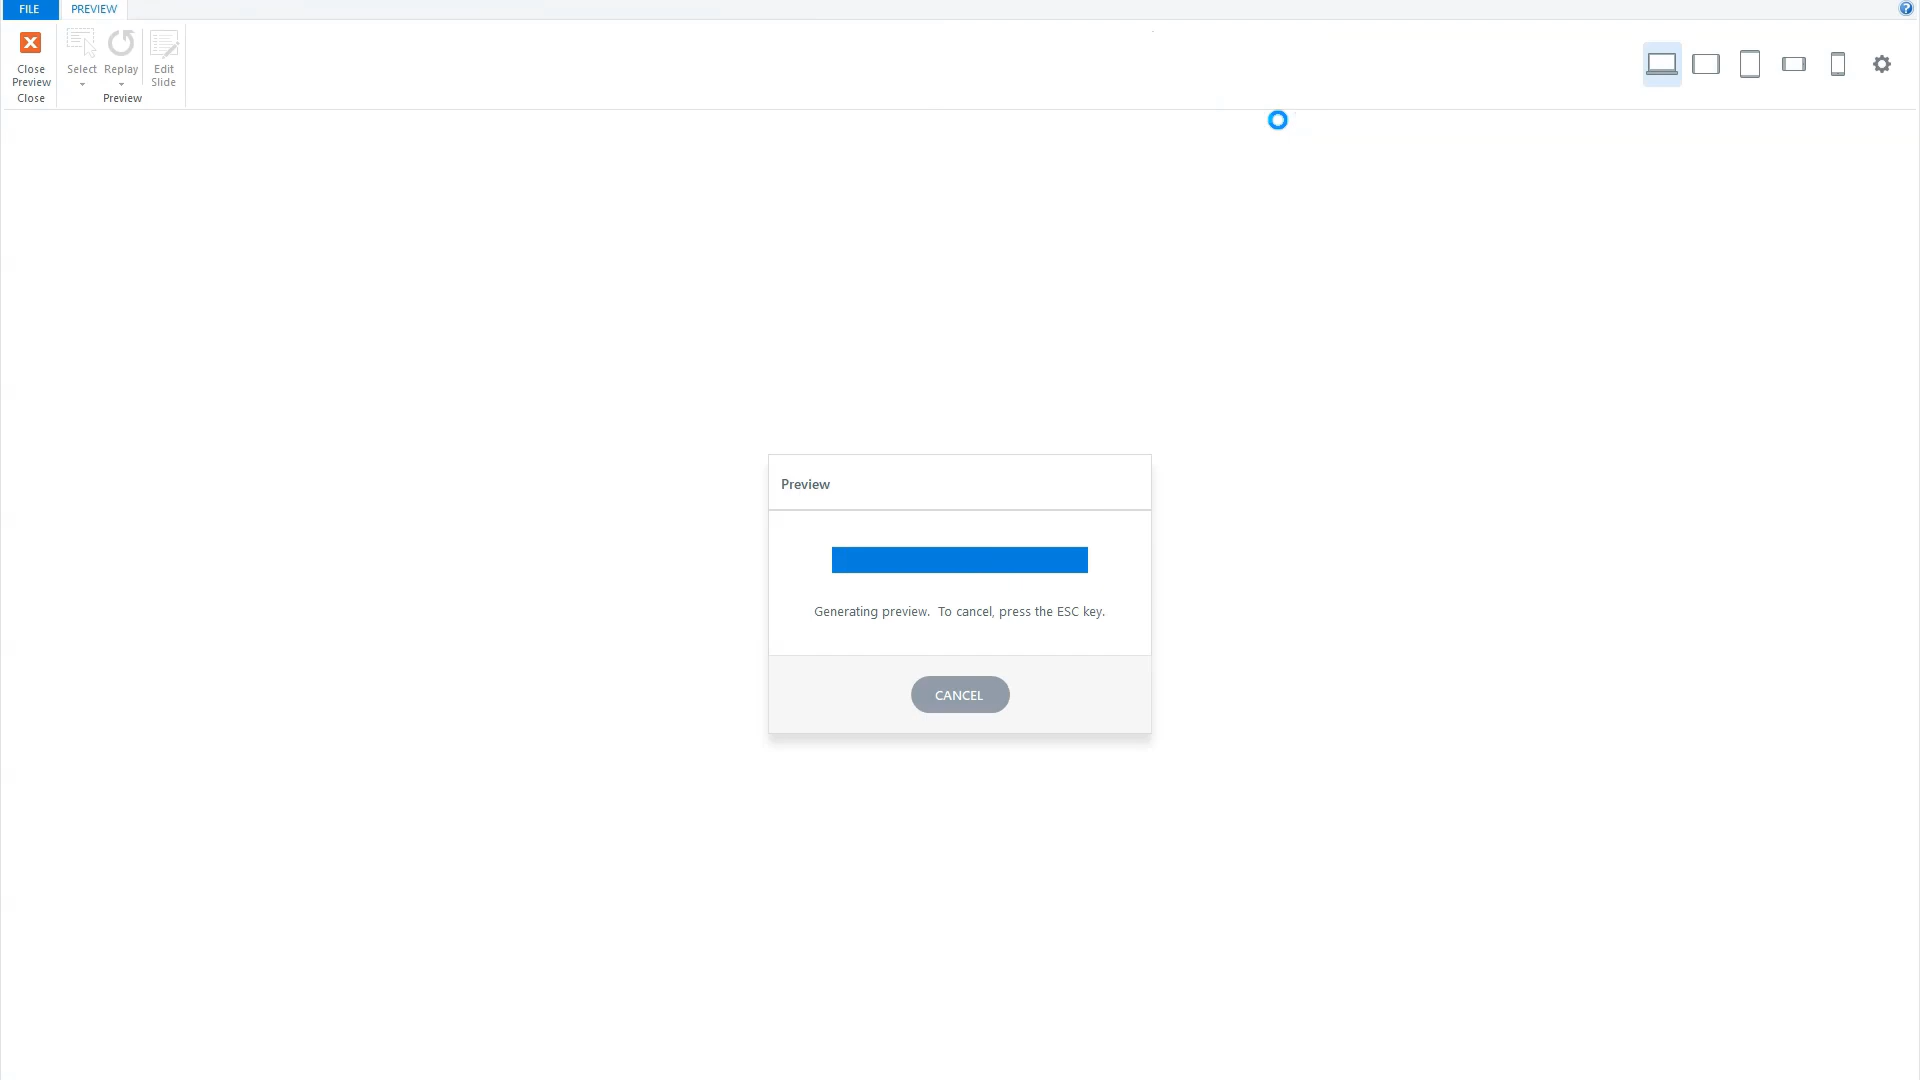 FILE
PREVIEW
?
Close
Preview
Select
Replay
Edit
Slide
Close
Preview
Preview
Generating preview.  To cancel, press the ESC key.
CANCEL